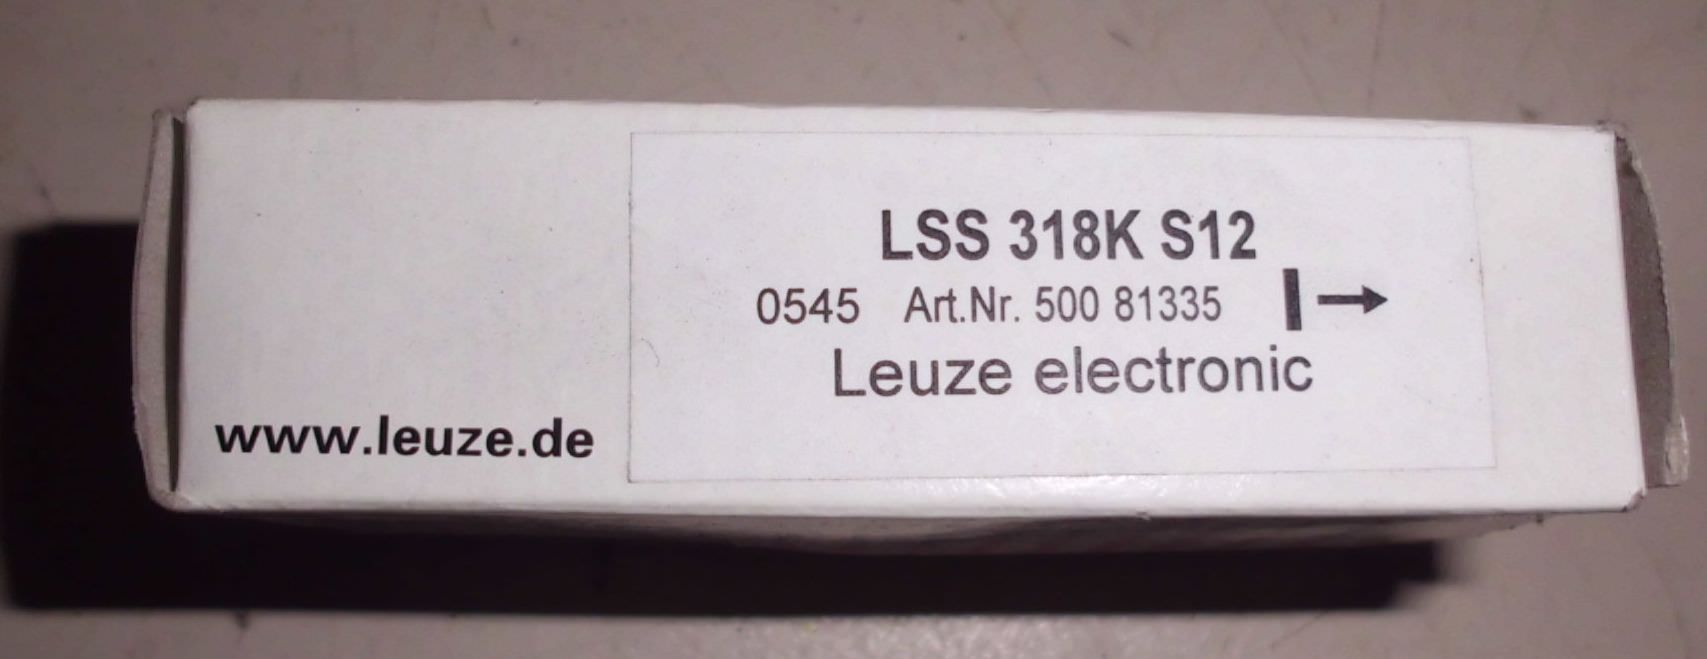 LSS 318K S12
0545 Art.Nr. 500 81335
Leuze electronic
www.leuze.de